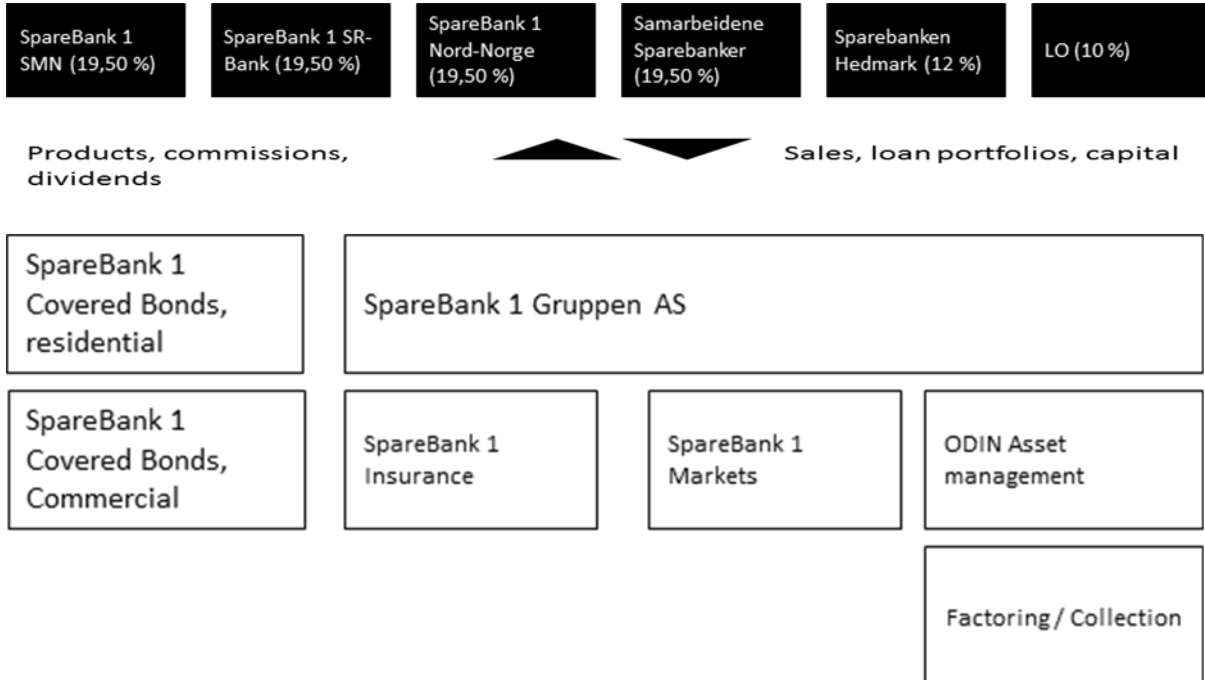 SpareBank 1
SMN (19,50 %)
SpareBank 1 SR-
Bank (19,50 %)
SpareBank 1
Nord-Norge
(19,50 %)
Samarbeidene
Sparebanker
(19,50 %)
Sparebanken
Hedmark (12 %)
LO (10 %)
Products, commissions,
dividends
Sales, loan portfolios, capital
SpareBank 1
Covered Bonds,
residential
SpareBank 1 Gruppen AS
SpareBank 1
Covered Bonds,
Commercial
SpareBank 1
Insurance
SpareBank 1
Markets
ODIN Asset
management
Factoring / Collection